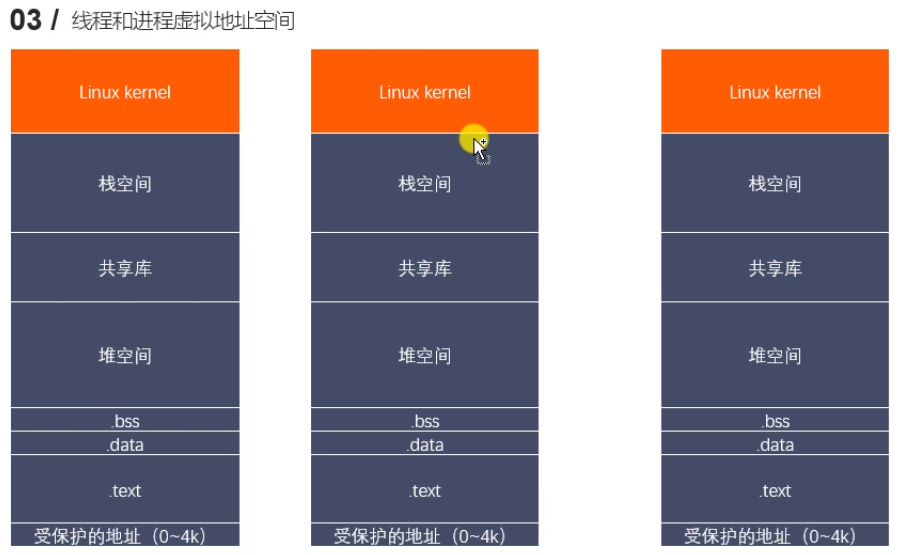 03 / 线程和进程虚拟地址空间
Linux kernel
栈空间
共享库
堆空间
.bss
.data
.text
受保护的地址（0~4k）
Linux kernel
栈空间
共享库
堆空间
.bss
.data
.text
受保护的地址（0~4k）
Linux kernel
栈空间
共享库
堆空间
.bss
.data
.text
受保护的地址（0~4k）